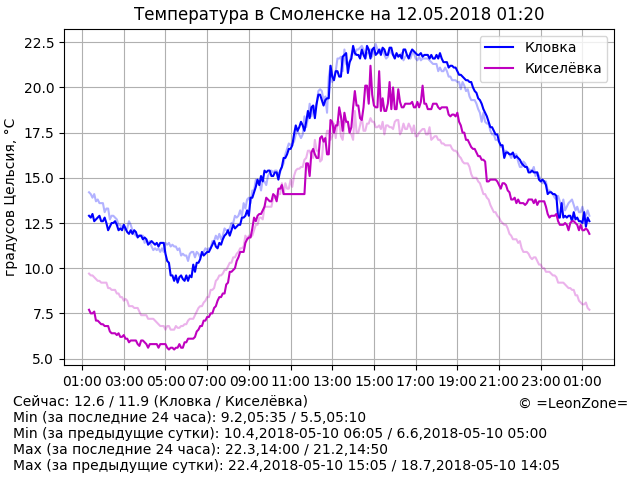 Температура в Смоленске на 12.05.2018 01:20
градусов Цельсия, °C
22.5
20.0
17.5
15.0
12.5
10.0
7.5
5.0
Кловка
Киселёвка
01:00 03:00 05:00 07:00 09:00 11:00 13:00 15:00 17:00 19:00 21:00 23:00 01:00
Сейчас: 12.6 / 11.9 (Кловка / Киселёвка)
© =LeonZone=
Min (за последние 24 часа): 9.2,05:35 / 5.5,05:10
Min (за предыдущие сутки): 10.4,2018-05-10 06:05 / 6.6,2018-05-10 05:00
Max (за последние 24 часа): 22.3,14:00 / 21.2,14:50
Max (за предыдущие сутки): 22.4,2018-05-10 15:05 / 18.7,2018-05-10 14:05